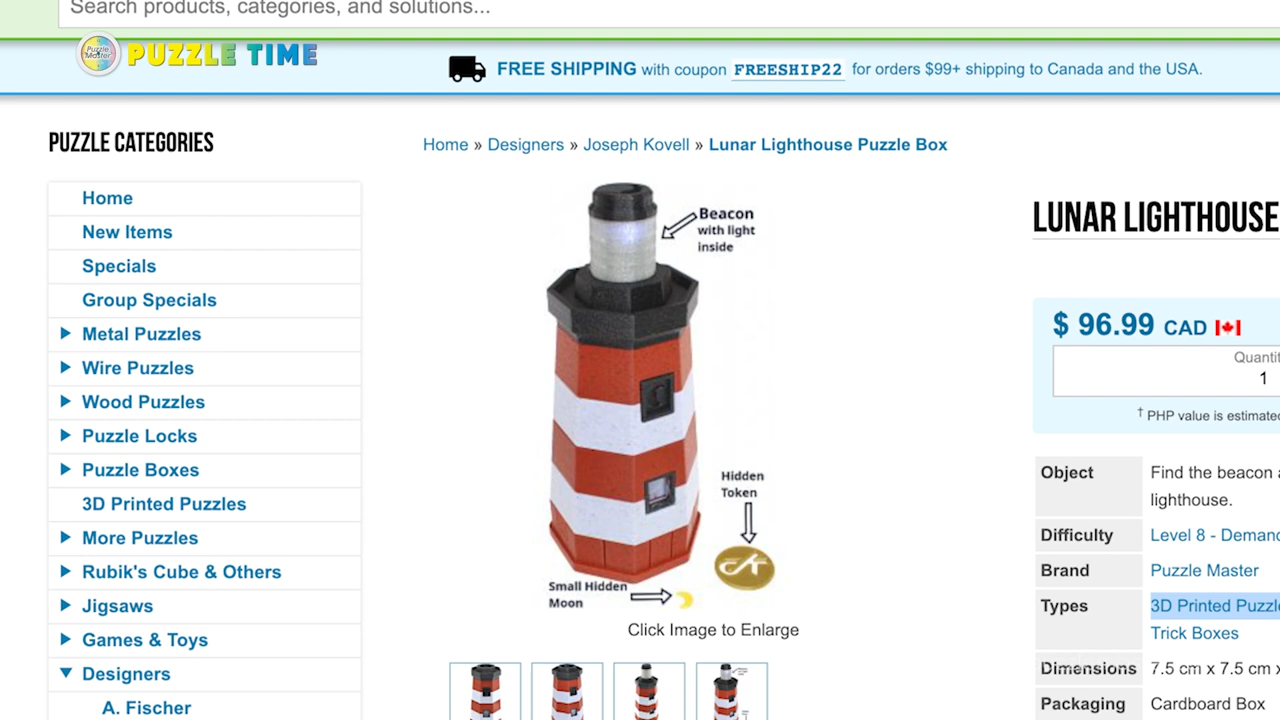 Search products, categories, and solutions...
Puzzle Master
PUZZLE TIME
FREE SHIPPING with coupon FREESHIP22 for orders $99+ shipping to Canada and the USA.
PUZZLE CATEGORIES
Home
New Items
Specials
Group Specials
Metal Puzzles
Wire Puzzles
Wood Puzzles
Puzzle Locks
Puzzle Boxes
3D Printed Puzzles
More Puzzles
Rubik's Cube & Others
Jigsaws
Games & Toys
Designers
A. Fischer
Home » Designers » Joseph Kovell » Lunar Lighthouse Puzzle Box
Beacon
with light
inside
Hidden
Token
Small Hidden
Moon
Click Image to Enlarge
LUNAR LIGHTHOUSE
$ 96.99 CAD
Quantit
1
† PHP value is estimated
Object Find the beacon
lighthouse.
Difficulty Level 8 - Demand
Brand Puzzle Master
Types 3D Printed Puzzle
Trick Boxes
Dimensions 7.5 cm x 7.5 cm x
Packaging Cardboard Box